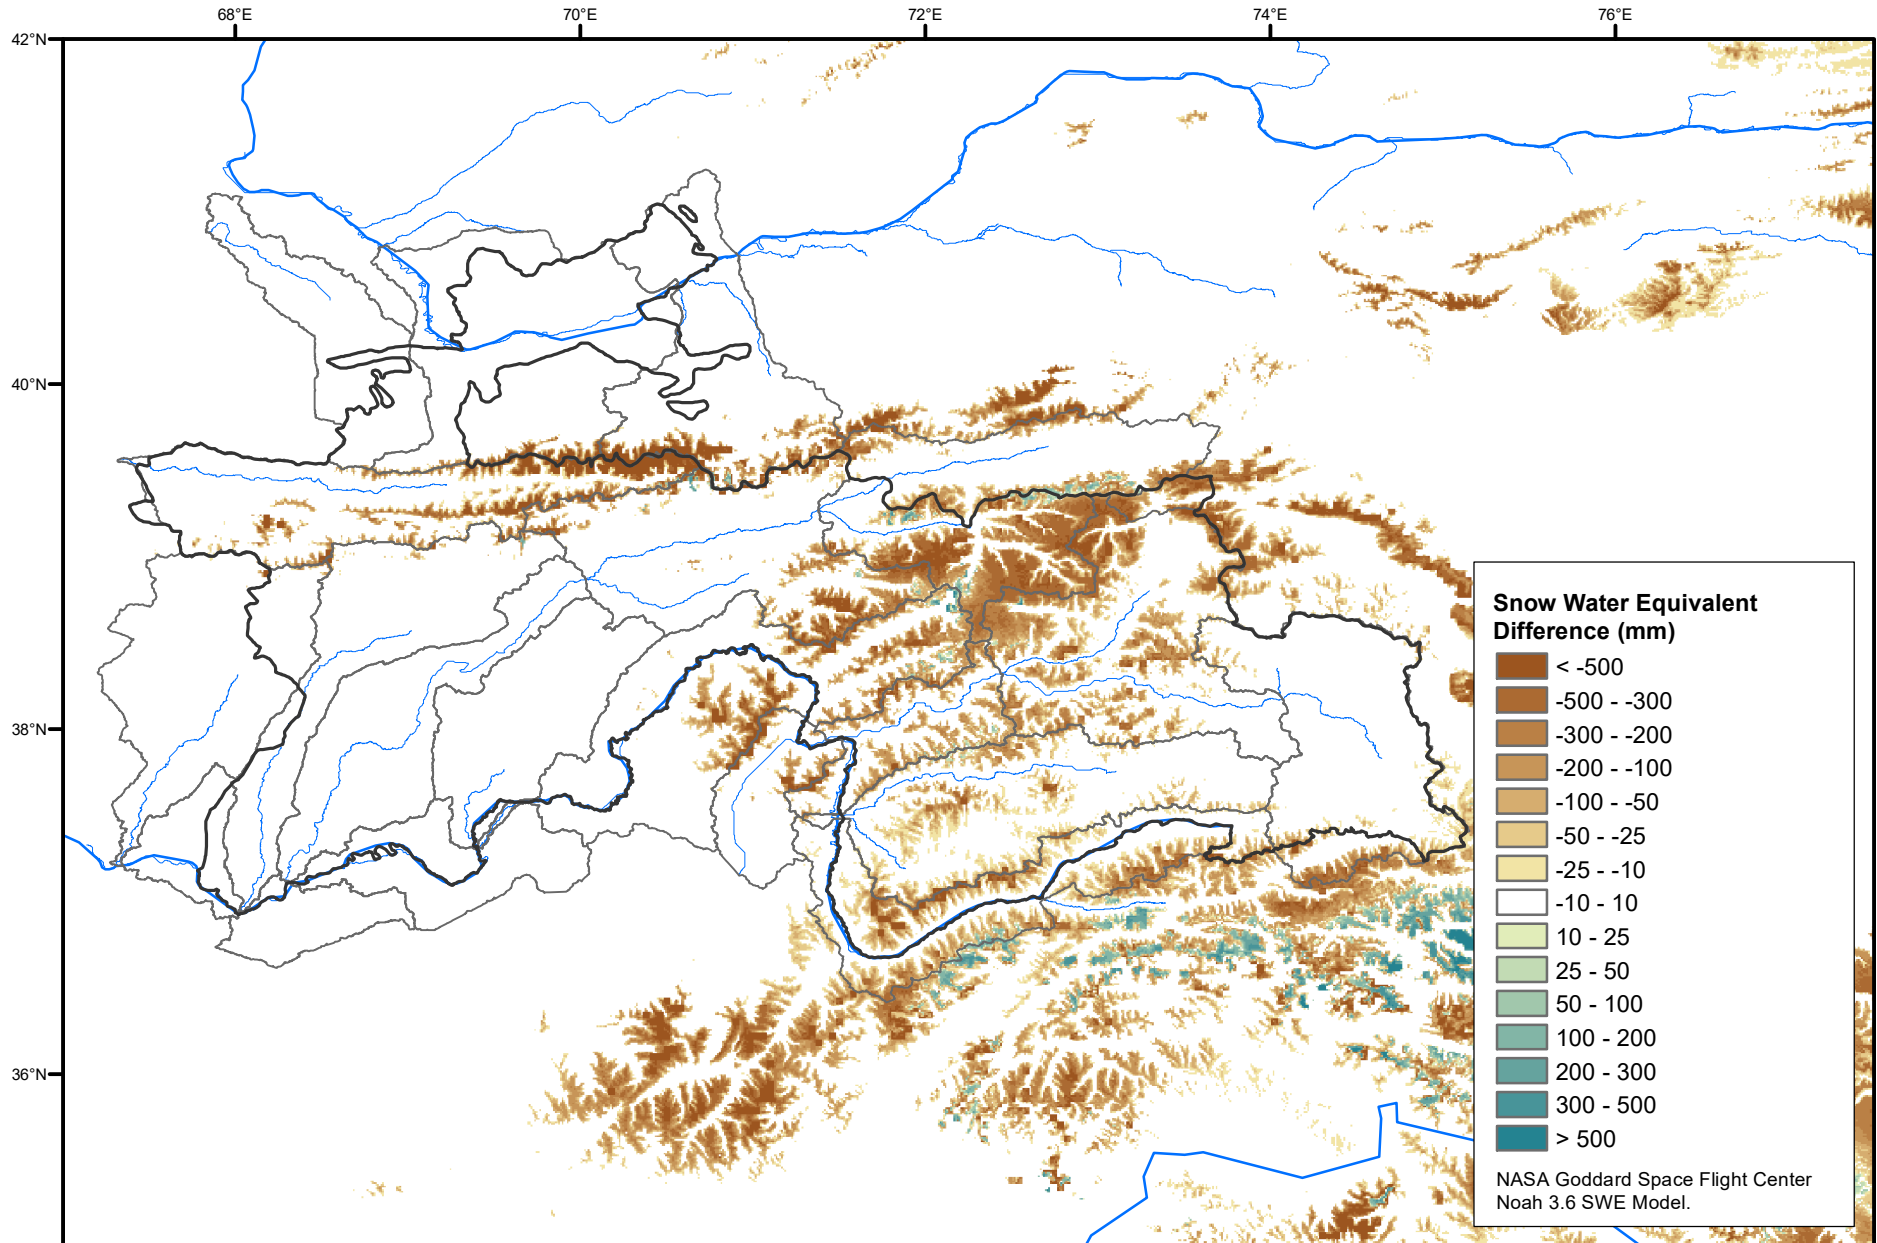 68°E
70°E
72°E
74°E
76°E
42°N
40°N
38°N
36°N
Snow Water Equivalent
Difference (mm)
< -500
-500 - -300
-300 - -200
-200 - -100
-100 - -50
-50 - -25
-25 - -10
-10 - 10
10 - 25
25 - 50
50 - 100
100 - 200
200 - 300
300 - 500
> 500
NASA Goddard Space Flight Center
Noah 3.6 SWE Model.